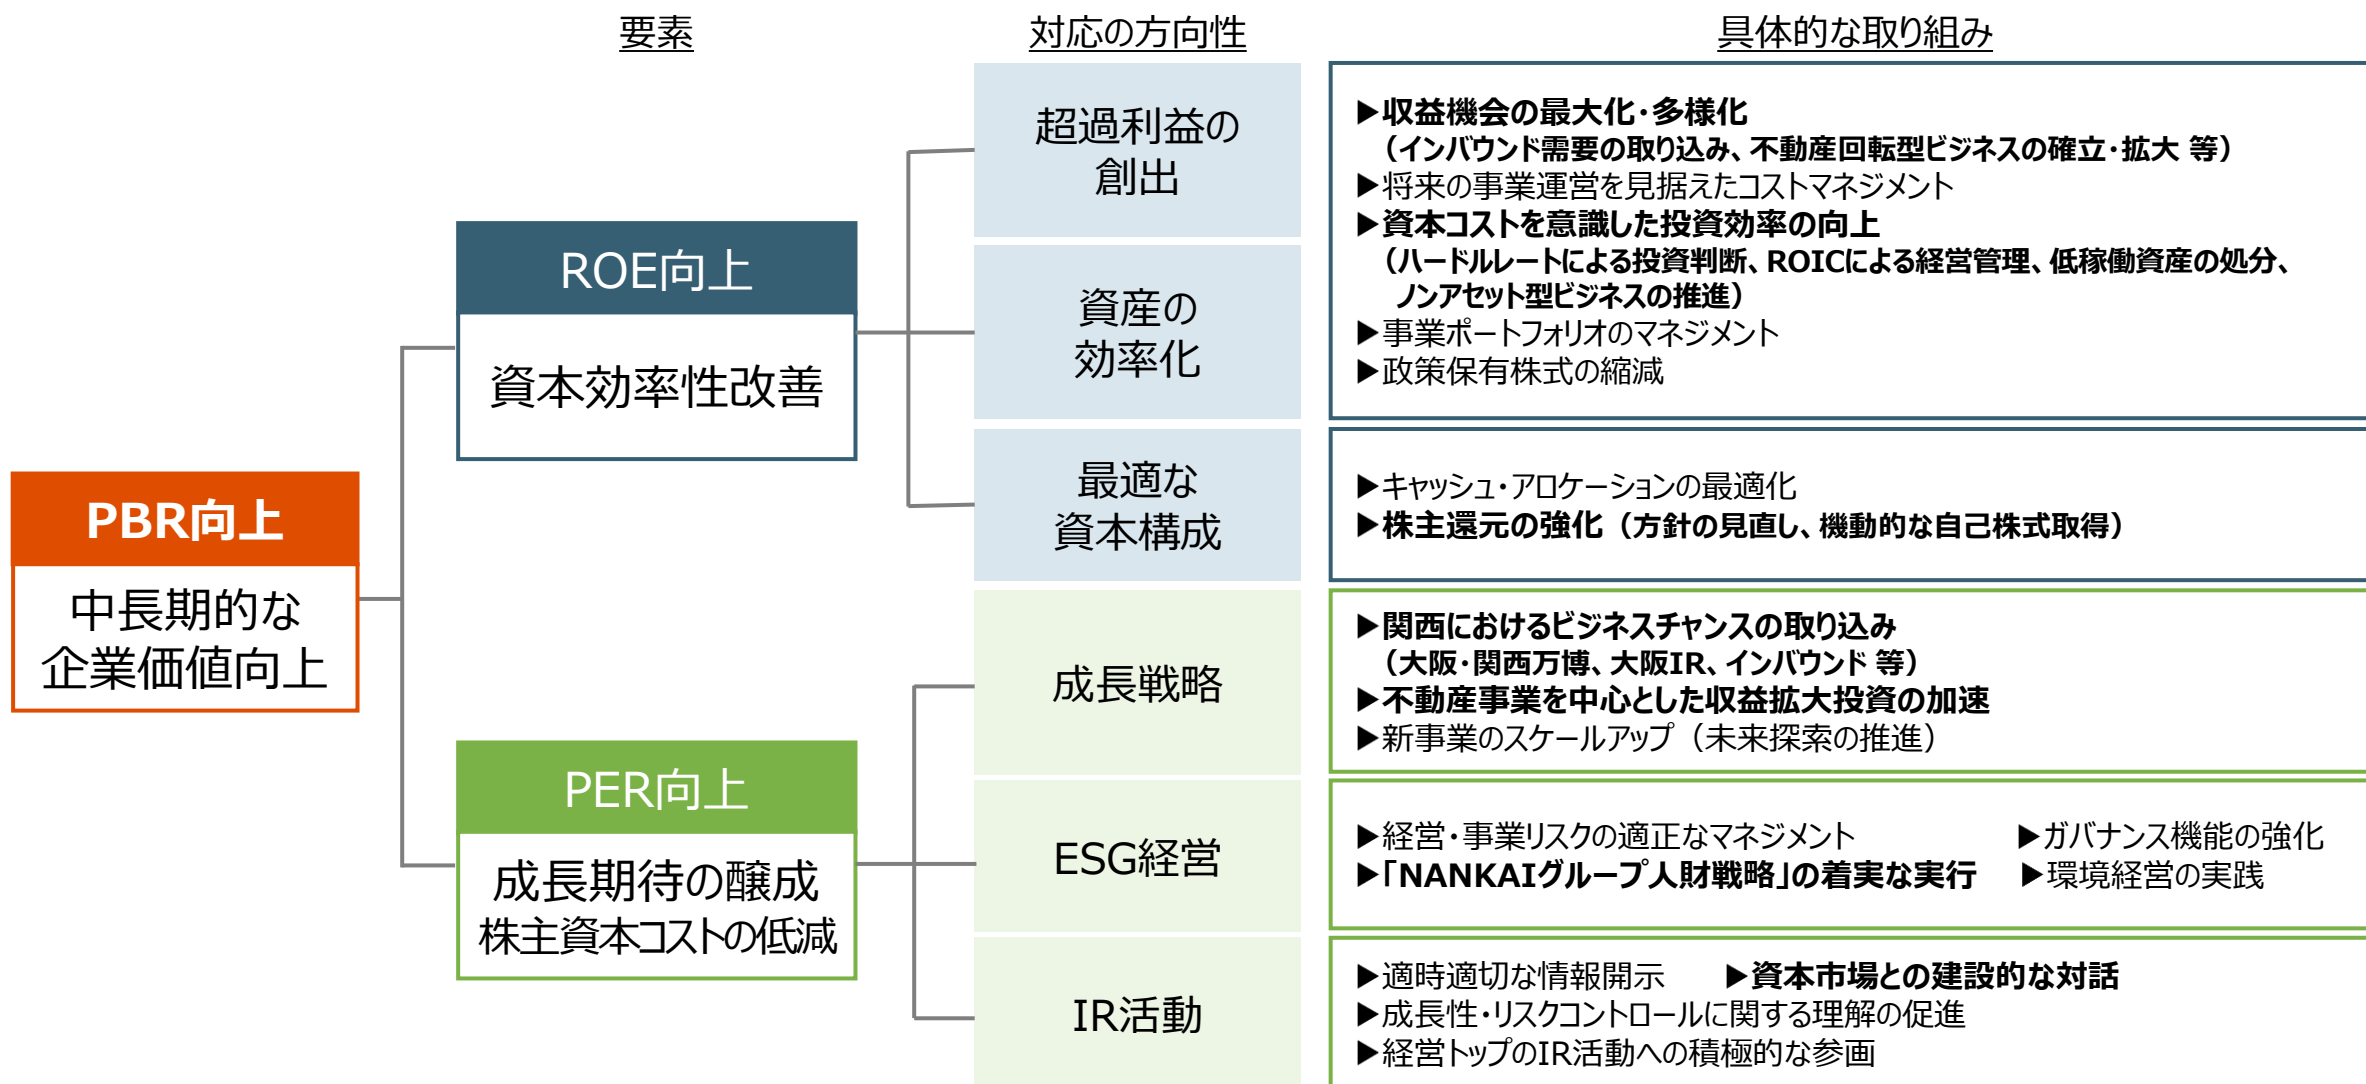 要素
対応の方向性
具体的な取り組み
PBR向上
中長期的な
企業価値向上
ROE向上
資本効率性改善
超過利益の
創出
資産の
効率化
▶収益機会の最大化・多様化
（インバウンド需要の取り込み、不動産回転型ビジネスの確立・拡大 等）
▶将来の事業運営を見据えたコストマネジメント
▶資本コストを意識した投資効率の向上
（ハードルレートによる投資判断、ROICによる経営管理、低稼働資産の処分、
ノンアセット型ビジネスの推進）
▶事業ポートフォリオのマネジメント
▶政策保有株式の縮減
最適な
資本構成
▶キャッシュ・アロケーションの最適化
▶株主還元の強化（方針の見直し、機動的な自己株式取得）
PER向上
成長期待の醸成
株主資本コストの低減
成長戦略
▶関西におけるビジネスチャンスの取り込み
（大阪・関西万博、大阪IR、インバウンド 等）
▶不動産事業を中心とした収益拡大投資の加速
▶新事業のスケールアップ（未来探索の推進）
ESG経営
▶経営・事業リスクの適正なマネジメント ▶ガバナンス機能の強化
▶「NANKAIグループ人財戦略」の着実な実行 ▶環境経営の実践
IR活動
▶適時適切な情報開示 ▶資本市場との建設的な対話
▶成長性・リスクコントロールに関する理解の促進
▶経営トップのIR活動への積極的な参画